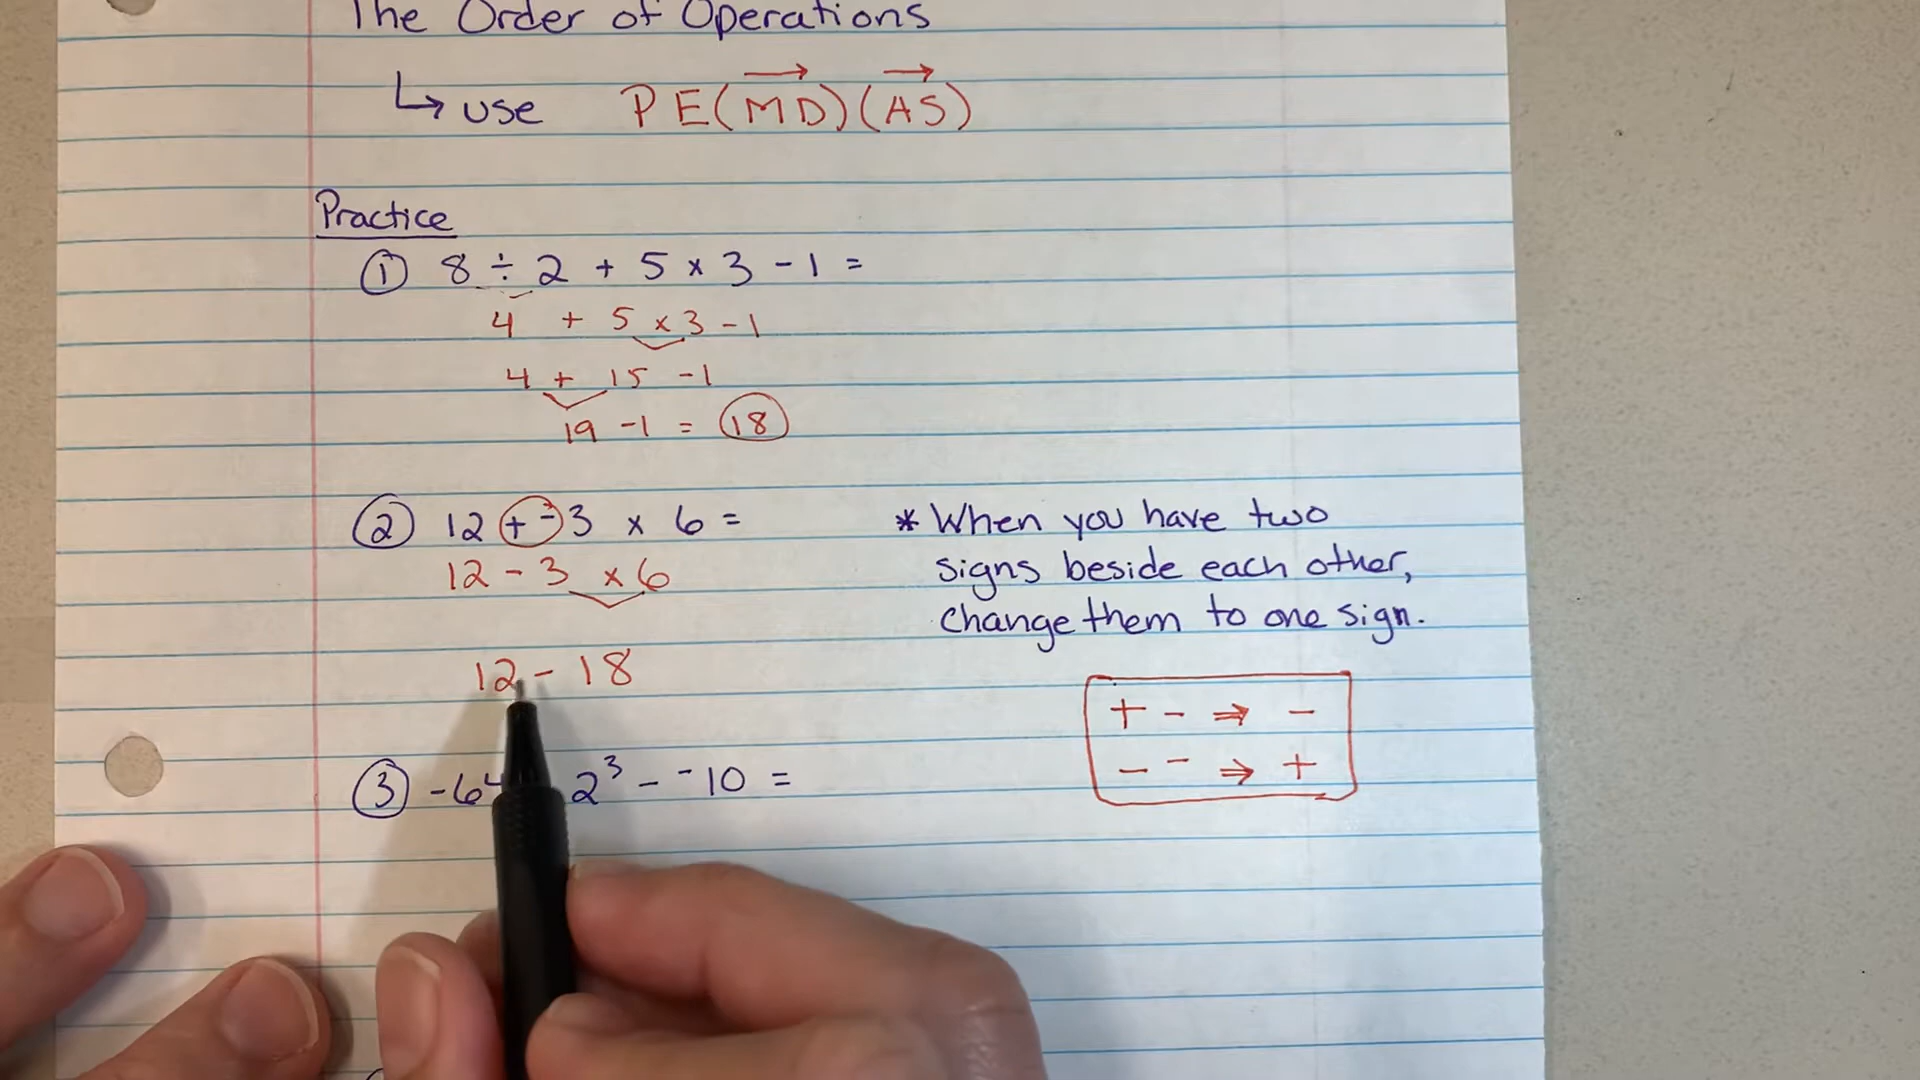 The Order of Operations
↳ use PE(MD)(AS)
Practice
① 8 ÷ 2 + 5 × 3 - 1 =
4 + 5 × 3 - 1
4 + 15 - 1
19 - 1 = 18
② 12 + ⁻3 × 6 =
12 - 3 × 6
12 - 18
* When you have two
signs beside each other,
change them to one sign.
+ - ⇒ -
- - ⇒ +
③ -64 2³ - ⁻10 =